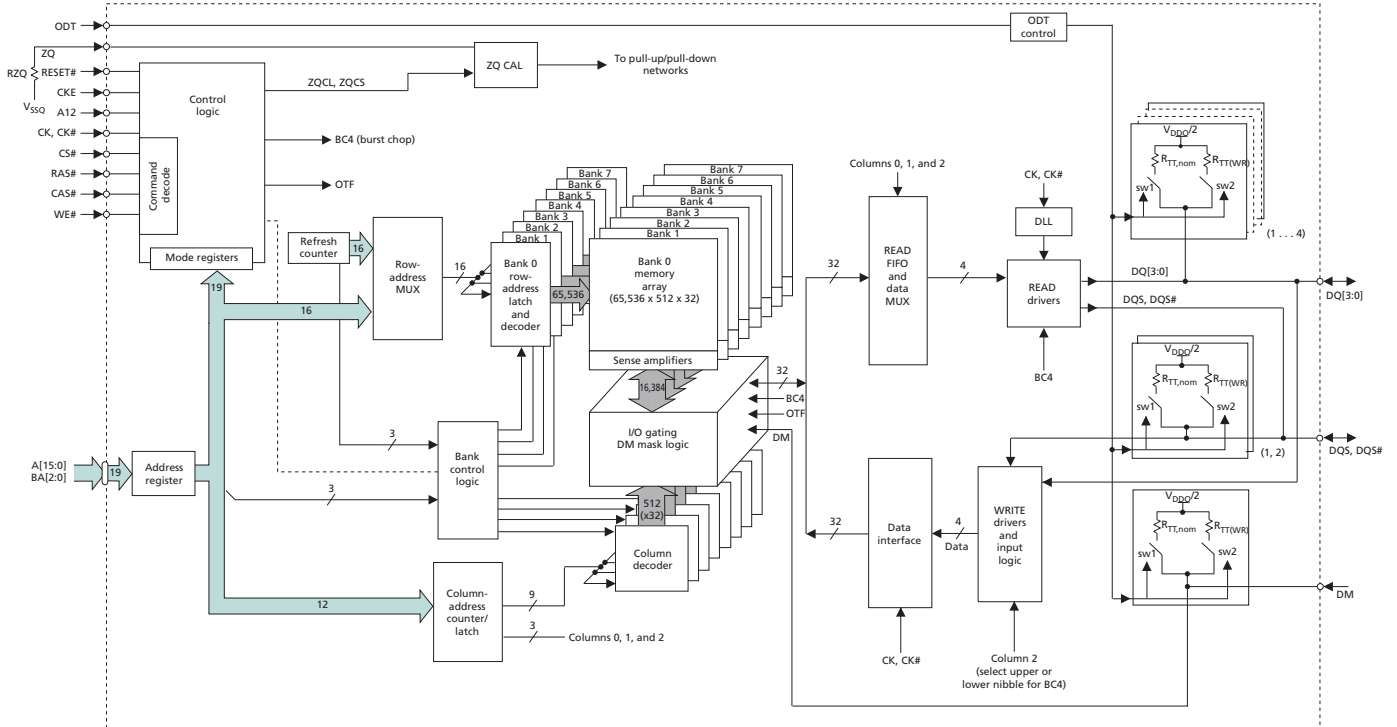 ODT
ZQ
RZQ
RESET#
CKE
V_SSQ
A12
CK, CK#
CS#
RAS#
CAS#
WE#
Control
logic
Command
decode
Mode registers
ZQCL, ZQCS
ZQ CAL
To pull-up/pull-down
networks
BC4 (burst chop)
OTF
ODT
control
Refresh
counter
16
Row-
address
MUX
16
19
16
Bank 7
Bank 6
Bank 5
Bank 4
Bank 3
Bank 2
Bank 1
Bank 0
row-
address
latch
and
decoder
65,536
Bank 7
Bank 6
Bank 5
Bank 4
Bank 3
Bank 2
Bank 1
Bank 0
memory
array
(65,536 x 512 x 32)
Sense amplifiers
16,384
I/O gating
DM mask logic
32
BC4
OTF
DM
Columns 0, 1, and 2
32
READ
FIFO
and
data
MUX
4
CK, CK#
DLL
READ
drivers
BC4
DQ[3:0]
DQS, DQS#
V_DDQ/2
R_TT,nom
R_TT(WR)
sw1
sw2
(1 . . . 4)
DQ[3:0]
V_DDQ/2
R_TT,nom
R_TT(WR)
sw1
sw2
(1, 2)
DQS, DQS#
V_DDQ/2
R_TT,nom
R_TT(WR)
sw1
sw2
DM
A[15:0]
BA[2:0]
19
Address
register
3
3
Bank
control
logic
512
(x32)
Column
decoder
12
Column-
address
counter/
latch
9
3
Columns 0, 1, and 2
32
Data
interface
4
Data
WRITE
drivers
and
input
logic
CK, CK#
Column 2
(select upper or
lower nibble for BC4)